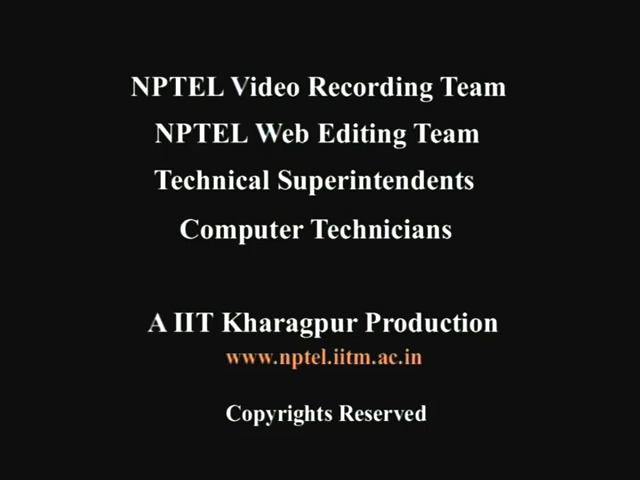 NPTEL Video Recording Team
NPTEL Web Editing Team
Technical Superintendents
Computer Technicians
A IIT Kharagpur Production
www.nptel.iitm.ac.in
Copyrights Reserved